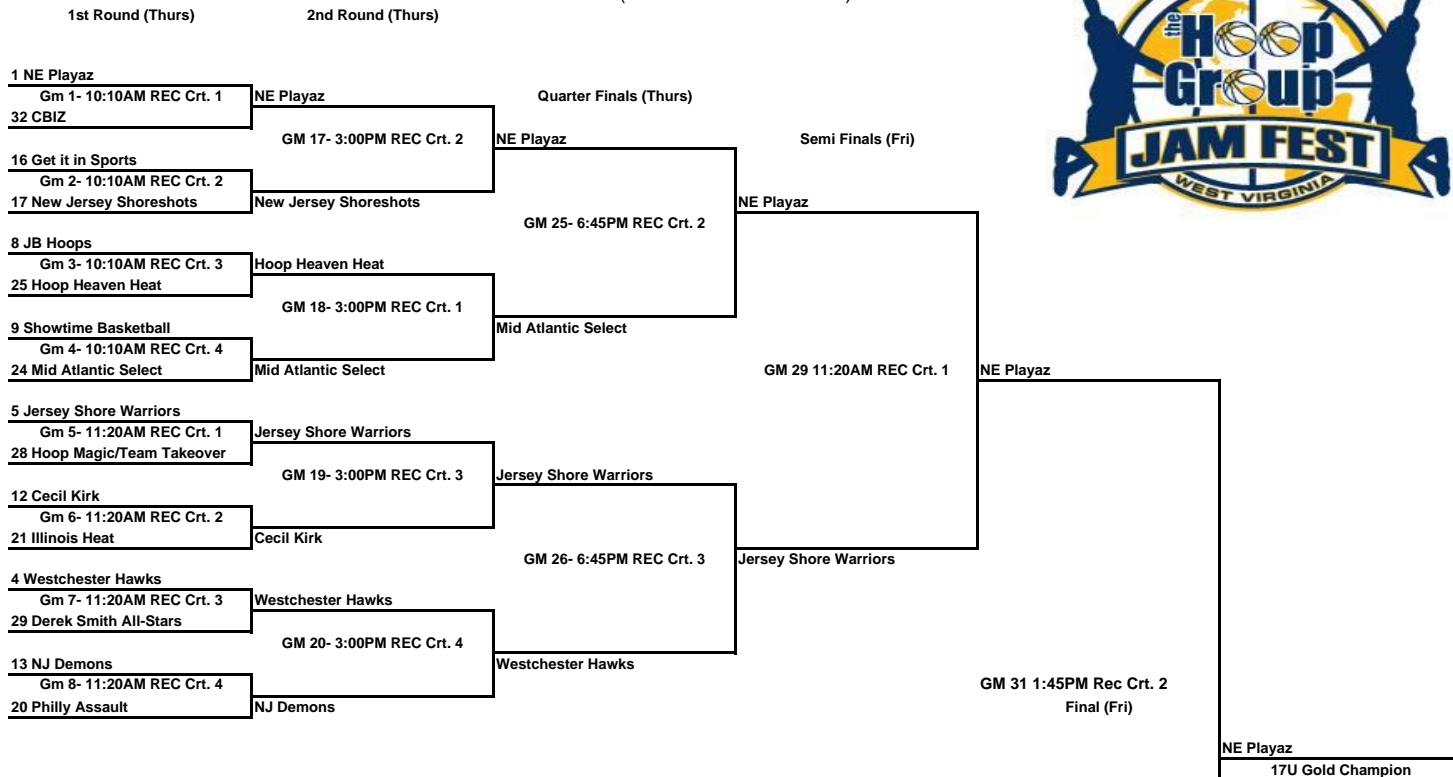 1st Round (Thurs)
2nd Round (Thurs)
the Hoop
Group
JAM FEST
WEST VIRGINIA
1 NE Playaz
Gm 1- 10:10AM REC Crt. 1
32 CBIZ
NE Playaz
GM 17- 3:00PM REC Crt. 2
16 Get it in Sports
Gm 2- 10:10AM REC Crt. 2
17 New Jersey Shoreshots
New Jersey Shoreshots
8 JB Hoops
Gm 3- 10:10AM REC Crt. 3
25 Hoop Heaven Heat
Hoop Heaven Heat
GM 18- 3:00PM REC Crt. 1
9 Showtime Basketball
Gm 4- 10:10AM REC Crt. 4
24 Mid Atlantic Select
Mid Atlantic Select
5 Jersey Shore Warriors
Gm 5- 11:20AM REC Crt. 1
28 Hoop Magic/Team Takeover
Jersey Shore Warriors
GM 19- 3:00PM REC Crt. 3
12 Cecil Kirk
Gm 6- 11:20AM REC Crt. 2
21 Illinois Heat
Cecil Kirk
4 Westchester Hawks
Gm 7- 11:20AM REC Crt. 3
29 Derek Smith All-Stars
Westchester Hawks
GM 20- 3:00PM REC Crt. 4
13 NJ Demons
Gm 8- 11:20AM REC Crt. 4
20 Philly Assault
NJ Demons
Quarter Finals (Thurs)
NE Playaz
GM 25- 6:45PM REC Crt. 2
Mid Atlantic Select
Jersey Shore Warriors
GM 26- 6:45PM REC Crt. 3
Westchester Hawks
Semi Finals (Fri)
NE Playaz
GM 29 11:20AM REC Crt. 1
Jersey Shore Warriors
NE Playaz
GM 31 1:45PM Rec Crt. 2
Final (Fri)
NE Playaz
17U Gold Champion